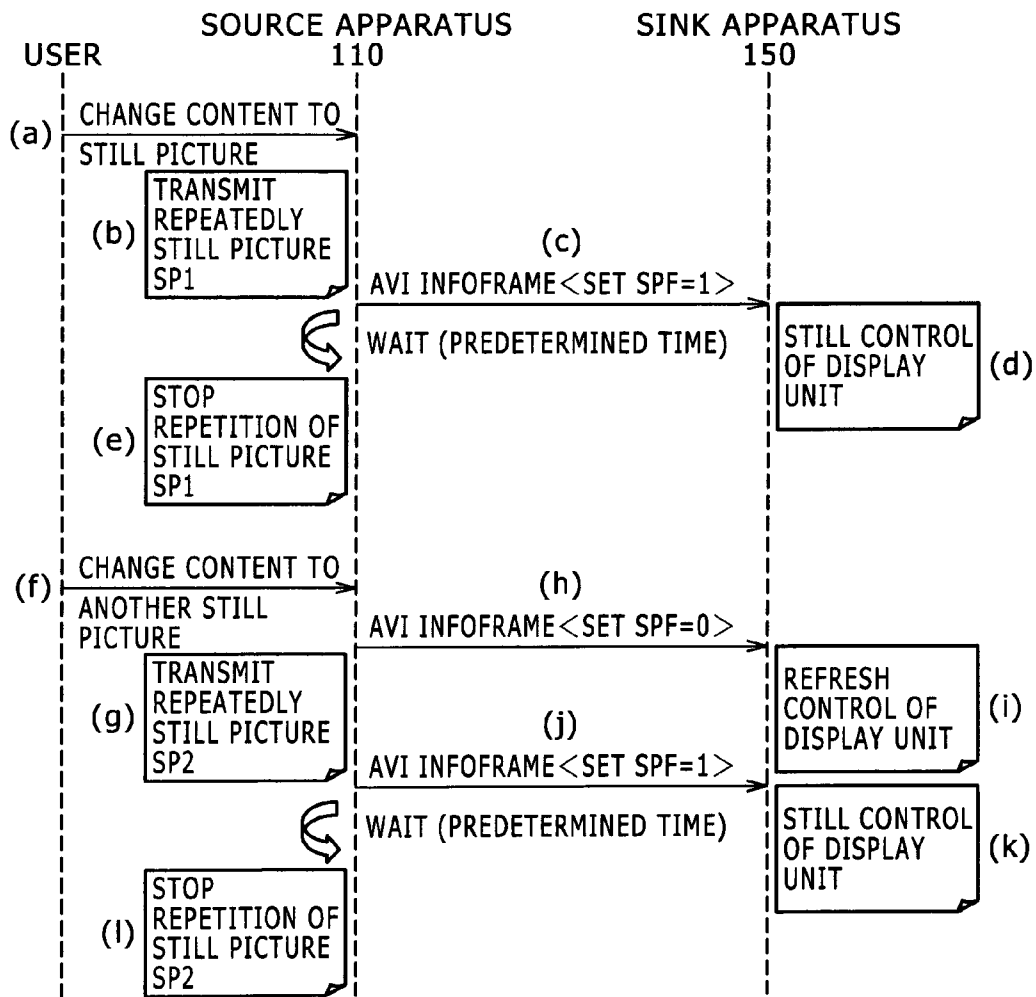 SOURCE APPARATUS
SINK APPARATUS
USER
110
150
(a)
CHANGE CONTENT TO
STILL PICTURE
(b)
TRANSMIT
REPEATEDLY
STILL PICTURE
SP1
(c)
AVI INFOFRAME<SET SPF=1>
WAIT (PREDETERMINED TIME)
STILL CONTROL
OF DISPLAY
UNIT
(d)
(e)
STOP
REPETITION OF
STILL PICTURE
SP1
(f)
CHANGE CONTENT TO
ANOTHER STILL
PICTURE
(h)
AVI INFOFRAME<SET SPF=0>
(g)
TRANSMIT
REPEATEDLY
STILL PICTURE
SP2
REFRESH
CONTROL OF
DISPLAY UNIT
(i)
(j)
AVI INFOFRAME<SET SPF=1>
WAIT (PREDETERMINED TIME)
STILL CONTROL
OF DISPLAY
UNIT
(k)
(l)
STOP
REPETITION OF
STILL PICTURE
SP2